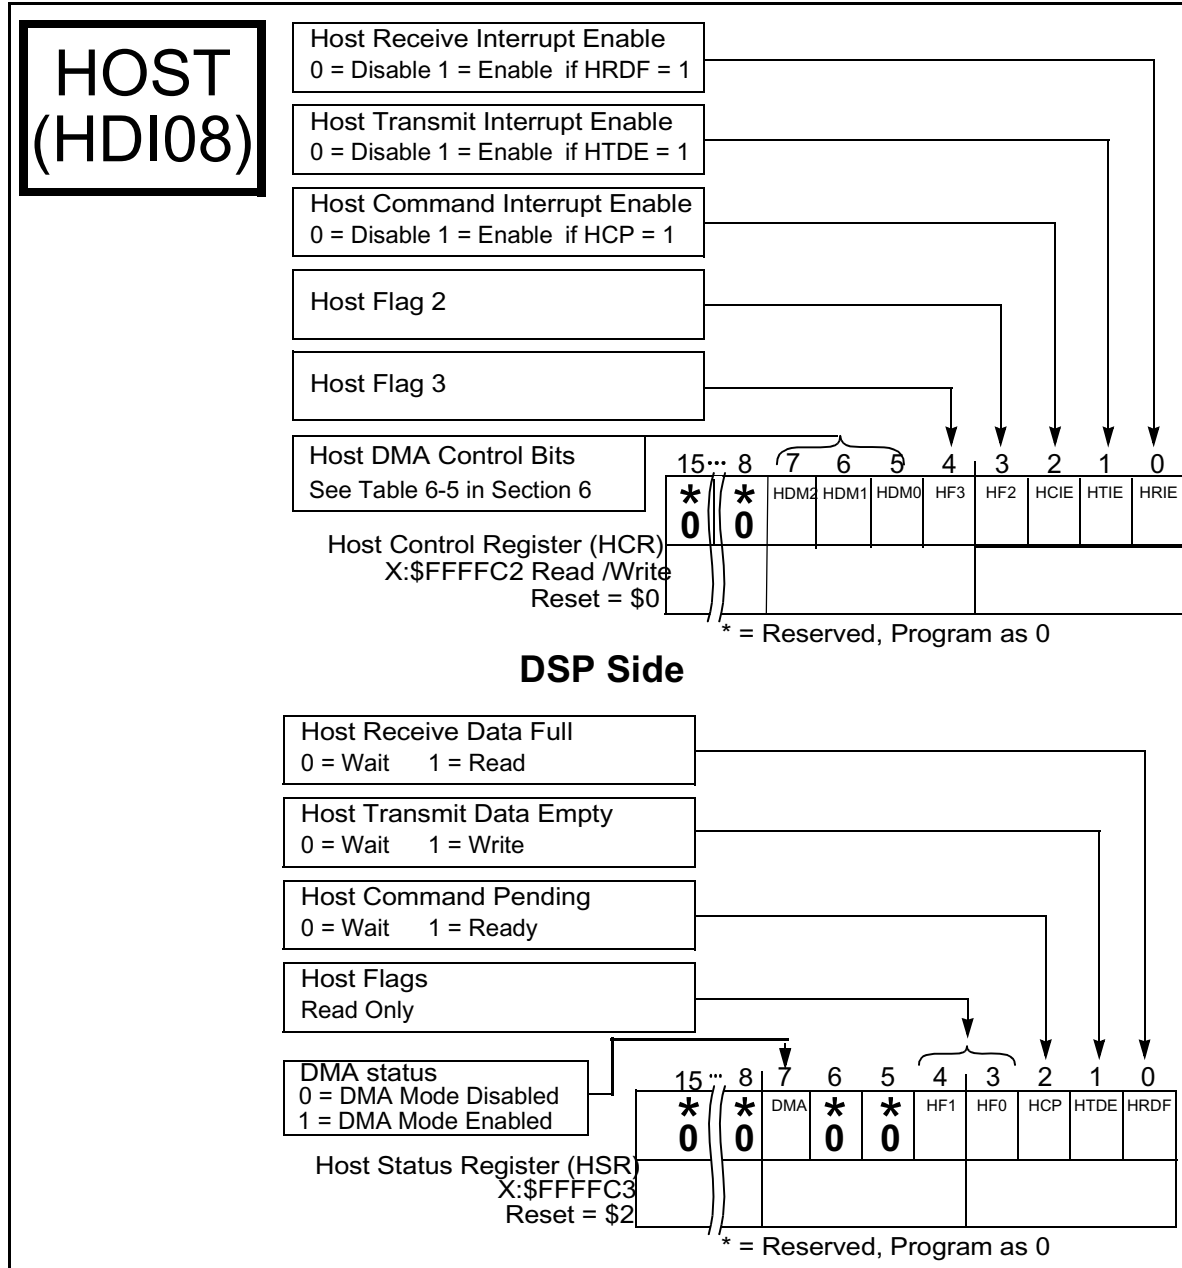 HOST
(HDI08)
Host Receive Interrupt Enable
0 = Disable 1 = Enable if HRDF = 1
Host Transmit Interrupt Enable
0 = Disable 1 = Enable if HTDE = 1
Host Command Interrupt Enable
0 = Disable 1 = Enable if HCP = 1
Host Flag 2
Host Flag 3
Host DMA Control Bits
See Table 6-5 in Section 6
15 ... 8 7 6 5 4 3 2 1 0
* * HDM2 HDM1 HDM0 HF3 HF2 HCIE HTIE HRIE
0 0
Host Control Register (HCR)
X:$FFFFC2 Read /Write
Reset = $0
* = Reserved, Program as 0
DSP Side
Host Receive Data Full
0 = Wait 1 = Read
Host Transmit Data Empty
0 = Wait 1 = Write
Host Command Pending
0 = Wait 1 = Ready
Host Flags
Read Only
DMA status
0 = DMA Mode Disabled
1 = DMA Mode Enabled
15 ... 8 7 6 5 4 3 2 1 0
* * DMA * * HF1 HF0 HCP HTDE HRDF
0 0 0 0
Host Status Register (HSR)
X:$FFFFC3
Reset = $2
* = Reserved, Program as 0